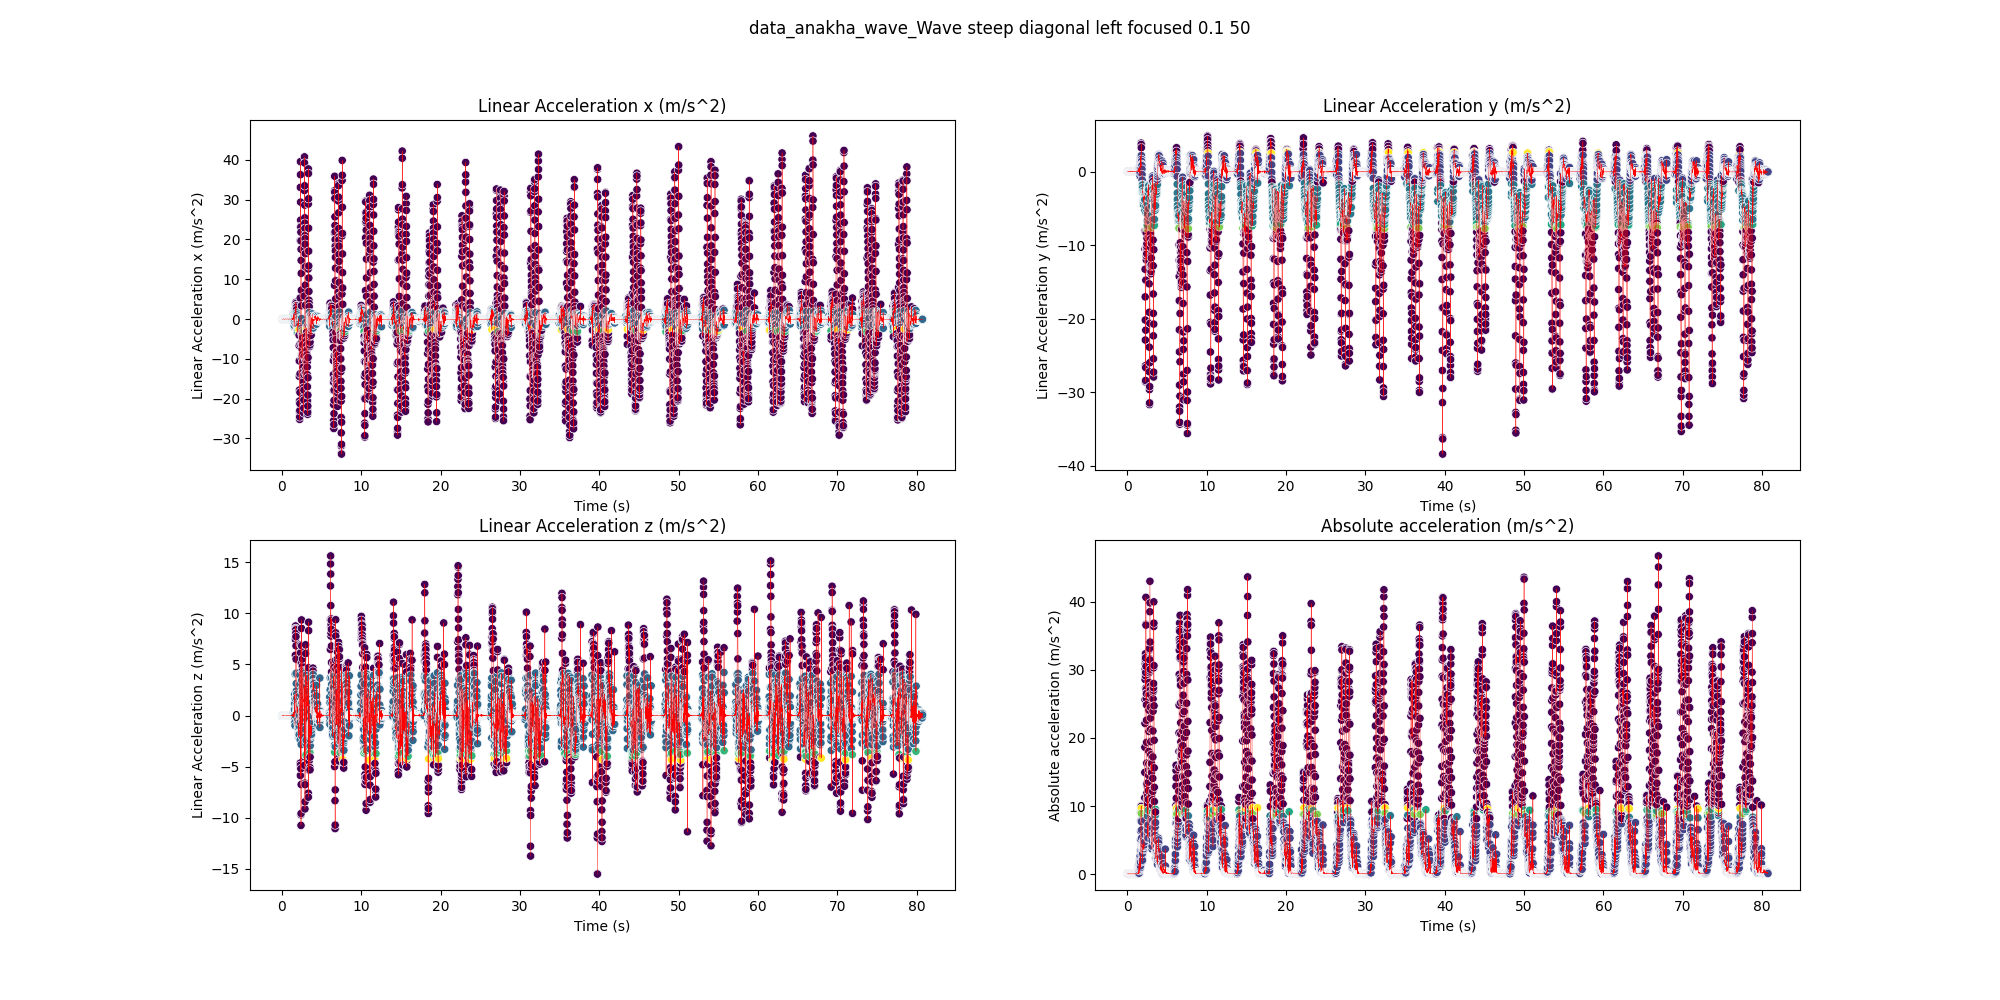 data_anakha_wave_Wave steep diagonal left focused 0.1 50
Linear Acceleration x (m/s^2)
Linear Acceleration x (m/s^2)
40
30
20
10
0
−10
−20
−30
0 10 20 30 40 50 60 70 80
Time (s)
Linear Acceleration y (m/s^2)
Linear Acceleration y (m/s^2)
0
−10
−20
−30
−40
0 10 20 30 40 50 60 70 80
Time (s)
Linear Acceleration z (m/s^2)
Linear Acceleration z (m/s^2)
15
10
5
0
−5
−10
−15
0 10 20 30 40 50 60 70 80
Time (s)
Absolute acceleration (m/s^2)
Absolute acceleration (m/s^2)
40
30
20
10
0
0 10 20 30 40 50 60 70 80
Time (s)